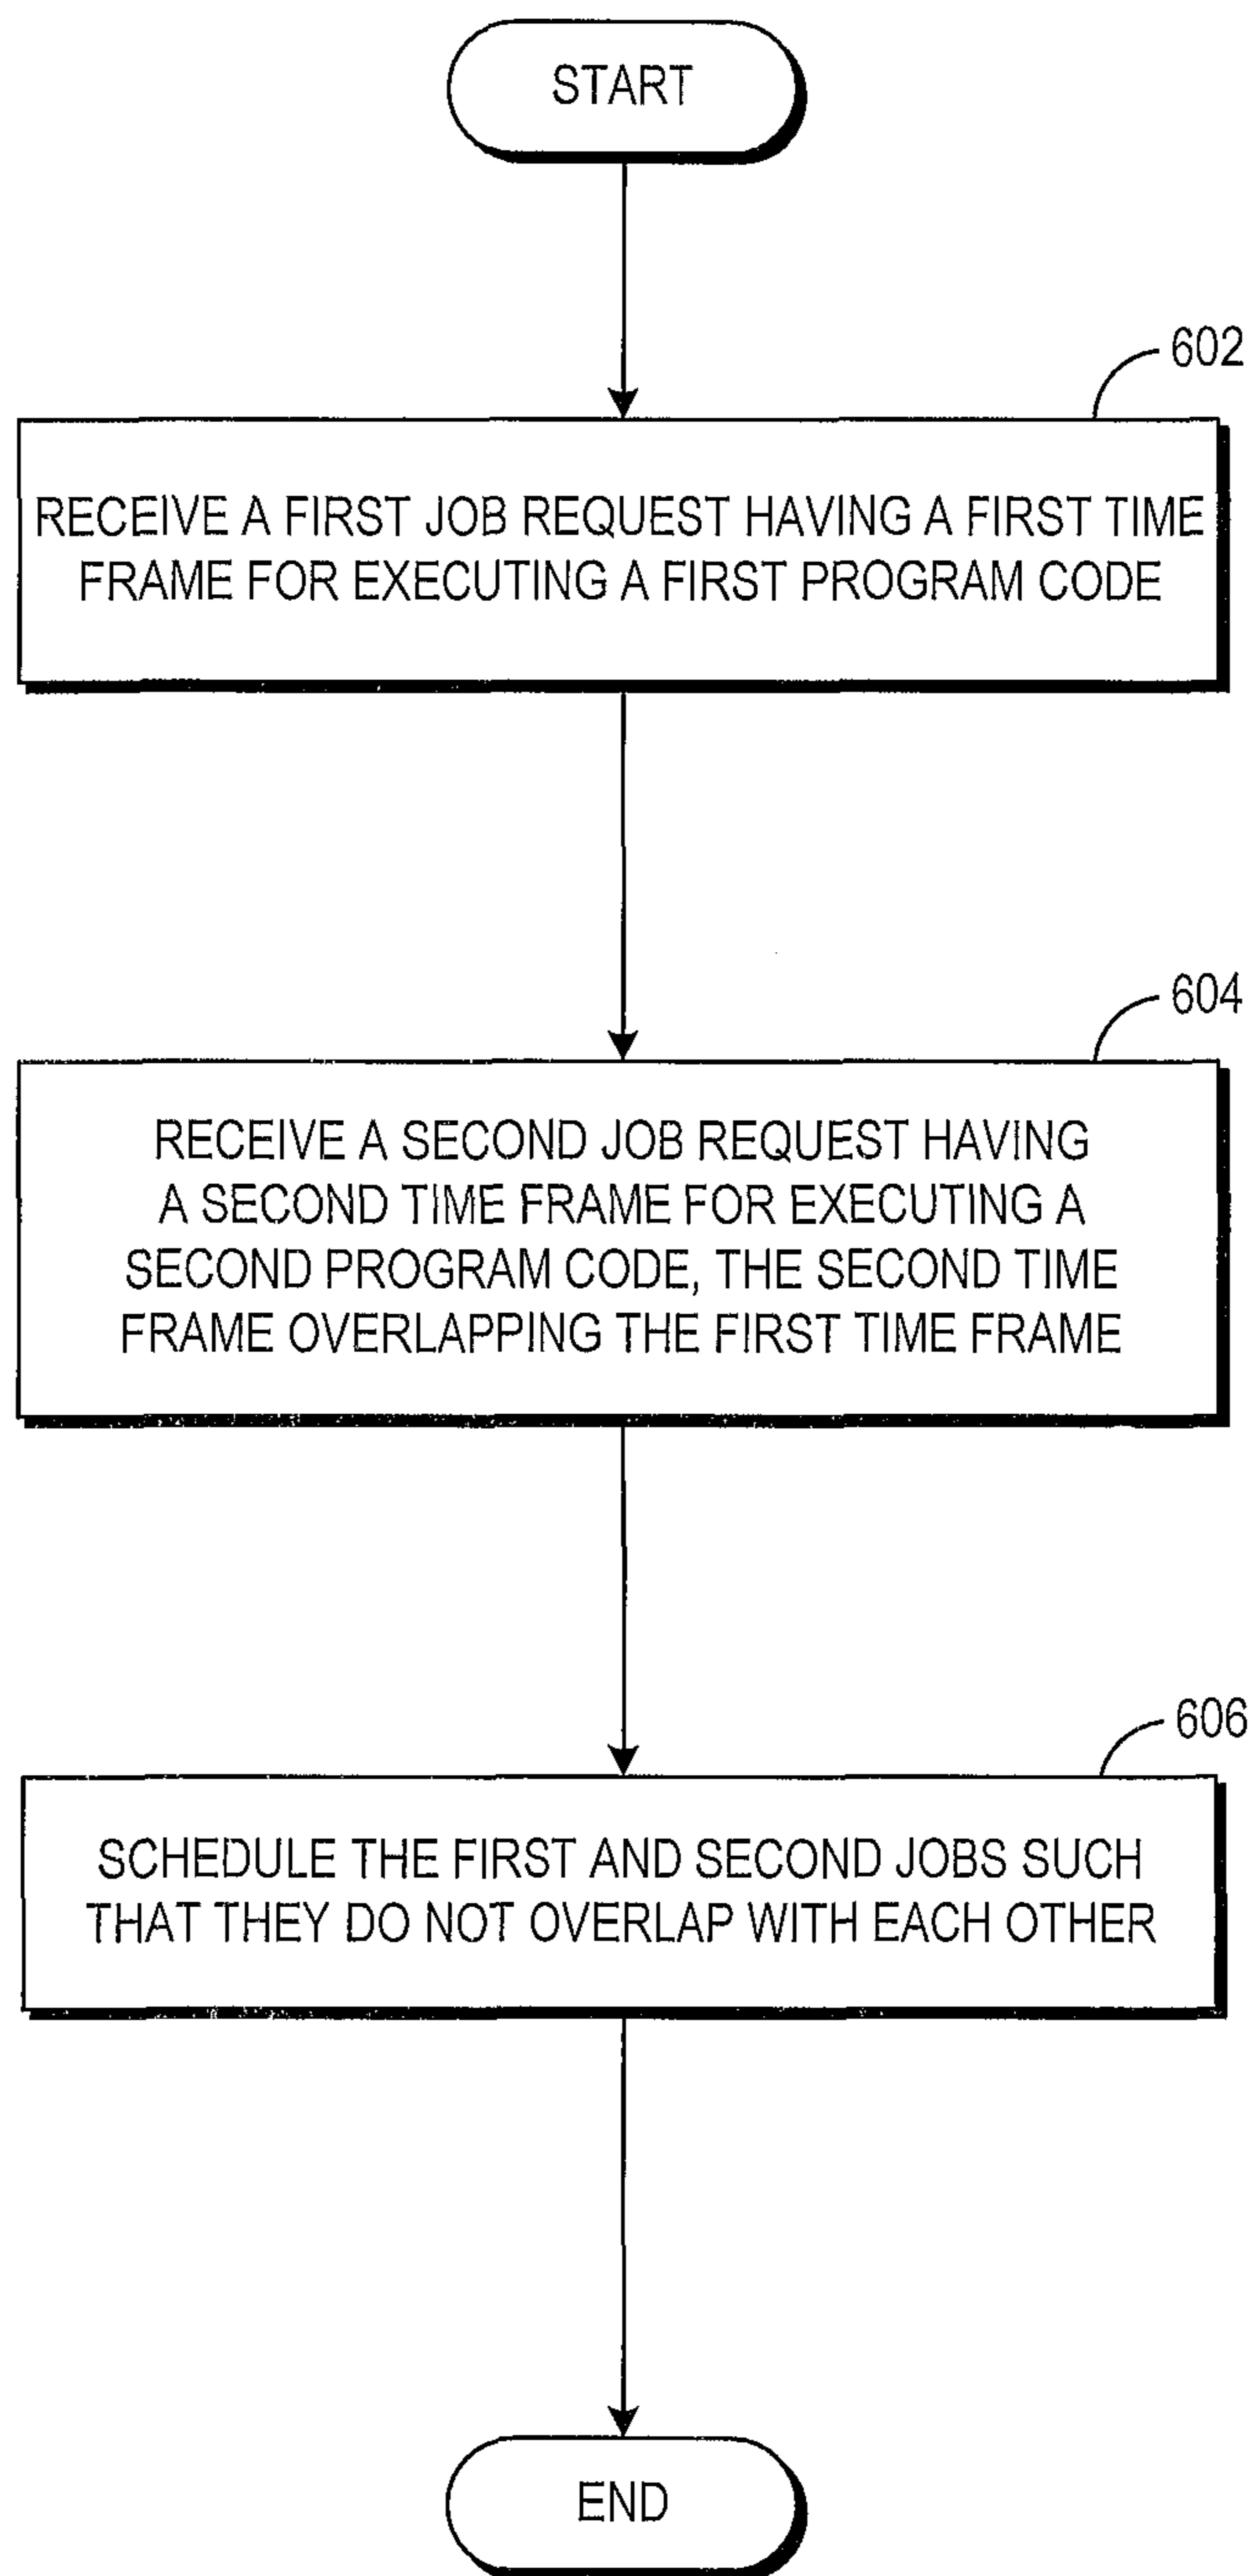 START
602
RECEIVE A FIRST JOB REQUEST HAVING A FIRST TIME
FRAME FOR EXECUTING A FIRST PROGRAM CODE
604
RECEIVE A SECOND JOB REQUEST HAVING
A SECOND TIME FRAME FOR EXECUTING A
SECOND PROGRAM CODE, THE SECOND TIME
FRAME OVERLAPPING THE FIRST TIME FRAME
606
SCHEDULE THE FIRST AND SECOND JOBS SUCH
THAT THEY DO NOT OVERLAP WITH EACH OTHER
END